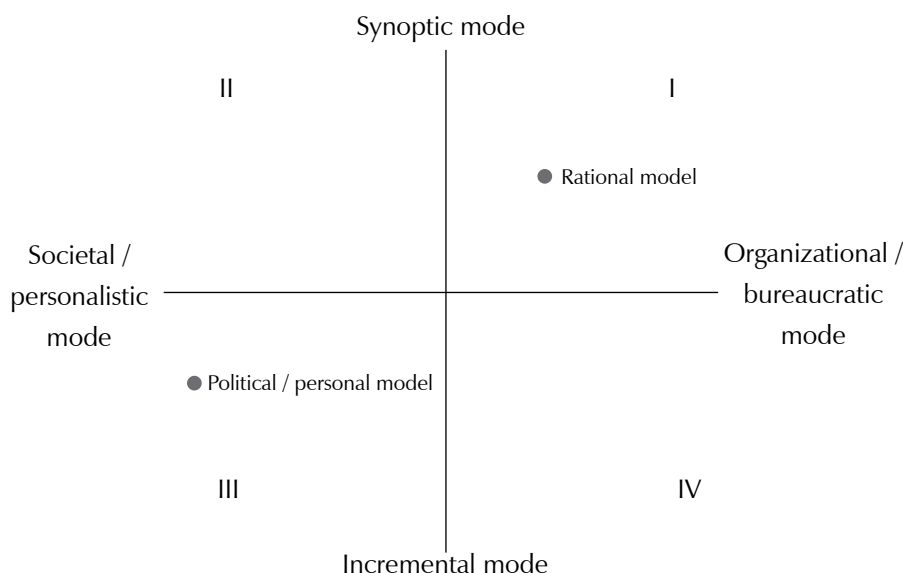 Synoptic mode
II
I
Rational model
Societal /
personalistic
mode
Organizational /
bureaucratic
mode
Political / personal model
III
IV
Incremental mode